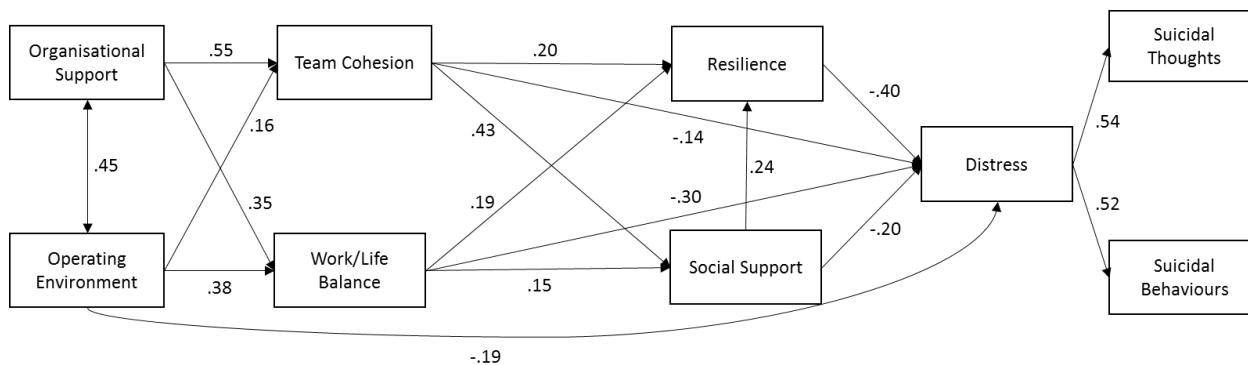 Organisational
Support
.55
Team Cohesion
.20
Resilience
Suicidal
Thoughts
-.40
.16
.43
-.14
.54
.45
.24
Distress
.35
.19
-.30
.52
-.20
Operating
Environment
.38
Work/Life
Balance
.15
Social Support
Suicidal
Behaviours
-.19